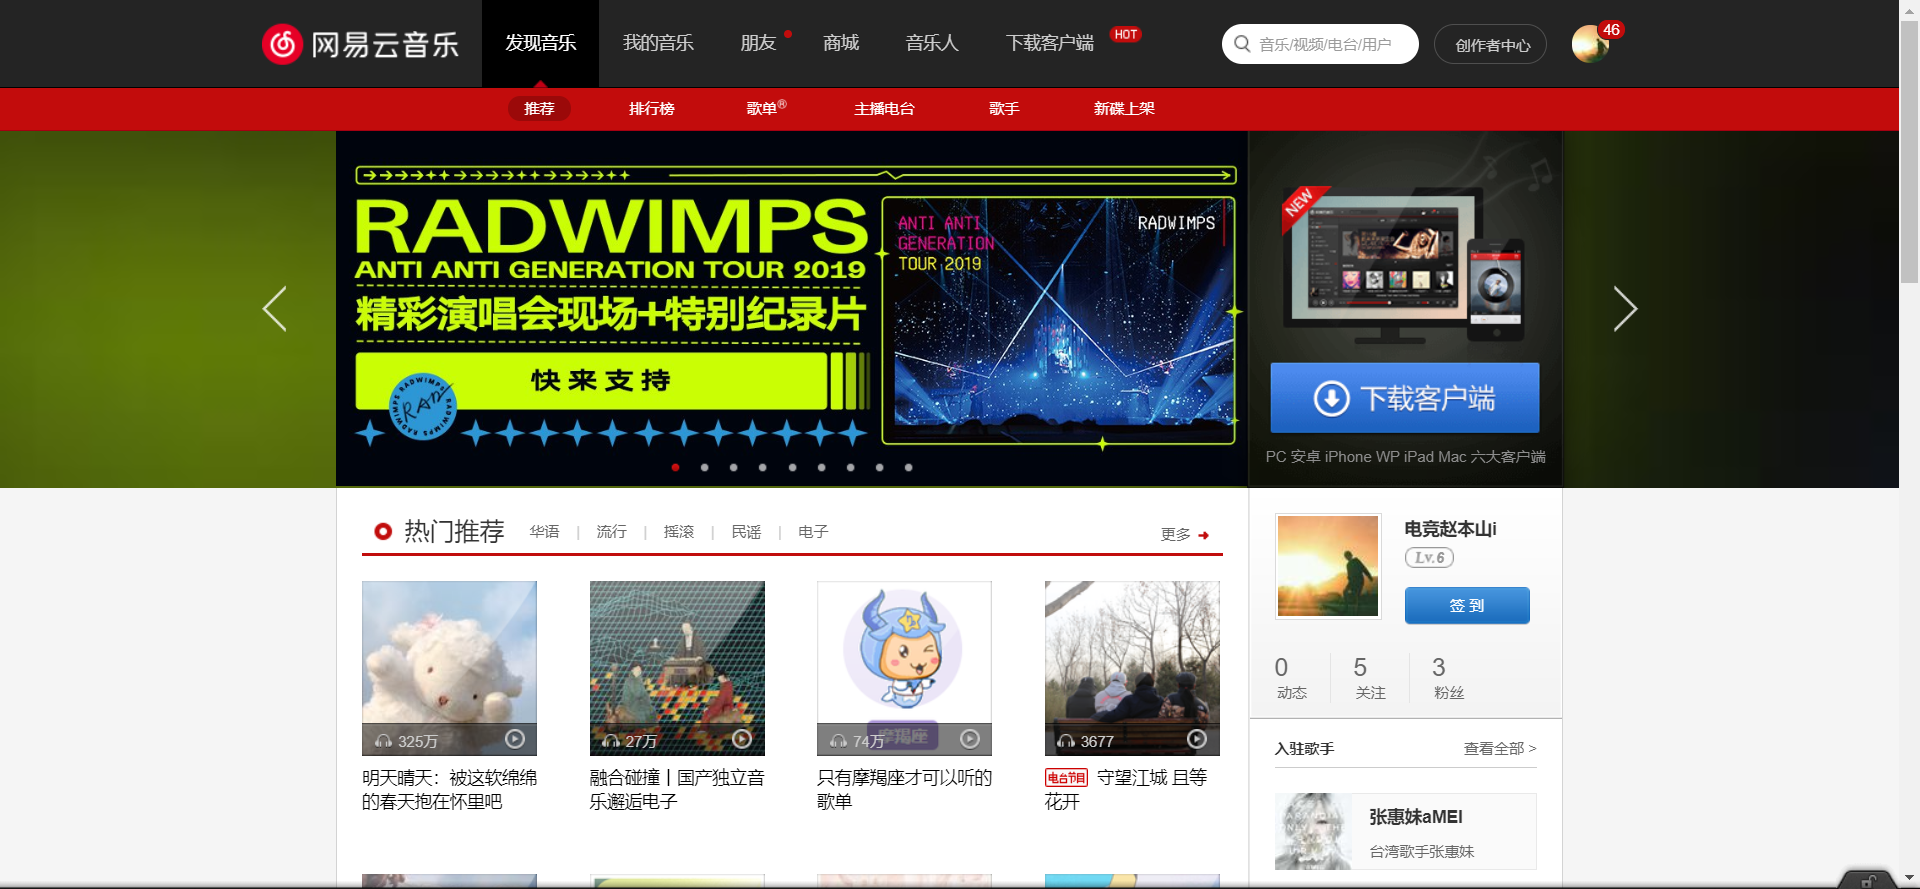 网易云音乐
发现音乐
我的音乐
朋友
商城
音乐人
下载客户端
HOT
音乐/视频/电台/用户
创作者中心
46
推荐
排行榜
歌单®
主播电台
歌手
新碟上架
RADWIMPS
ANTI ANTI GENERATION TOUR 2019
精彩演唱会现场+特别纪录片
快来支持
RADWIMPS
RADWIMPS
RADWIMPS
ANTI ANTI
GENERATION
TOUR 2019
RADWIMPS
NEW
下载客户端
PC 安卓 iPhone WP iPad Mac 六大客户端
热门推荐
华语 | 流行 | 摇滚 | 民谣 | 电子
更多
325万
明天晴天：被这软绵绵
的春天抱在怀里吧
27万
融合碰撞丨国产独立音
乐邂逅电子
摩羯座
74万
只有摩羯座才可以听的
歌单
3677
电台节目 守望江城 且等
花开
电竞赵本山i
Lv.6
签到
0
动态
5
关注
3
粉丝
入驻歌手
查看全部 >
张惠妹aMEI
台湾歌手张惠妹